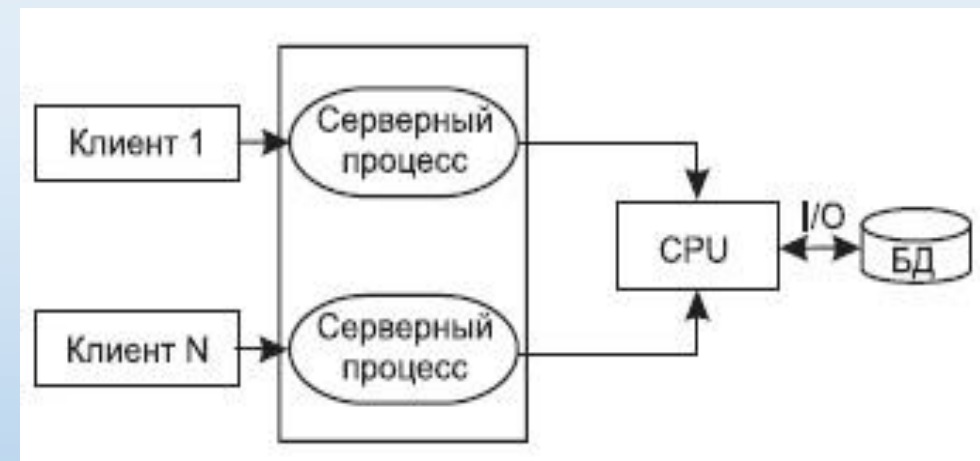 Клиент 1
Серверный
процесс
CPU
I/O
БД
Клиент N
Серверный
процесс